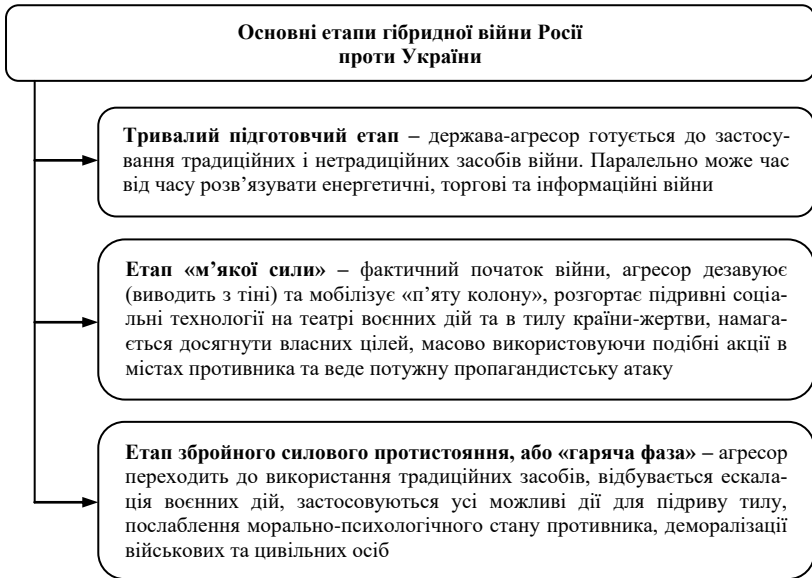 Основні етапи гібридної війни Росії
проти України
Тривалий підготовчий етап – держава-агресор готується до застосу-
вання традиційних і нетрадиційних засобів війни. Паралельно може час
від часу розв’язувати енергетичні, торгові та інформаційні війни
Етап «м’якої сили» – фактичний початок війни, агресор дезавуює
(виводить з тіні) та мобілізує «п’яту колону», розгортає підривні соціа-
льні технології на театрі воєнних дій та в тилу країни-жертви, намага-
ється досягнути власних цілей, масово використовуючи подібні акції в
містах противника та веде потужну пропагандистську атаку
Етап збройного силового протистояння, або «гаряча фаза» – агресор
переходить до використання традиційних засобів, відбувається ескала-
ція воєнних дій, застосовуються усі можливі дії для підриву тилу,
послаблення морально-психологічного стану противника, деморалізації
військових та цивільних осіб